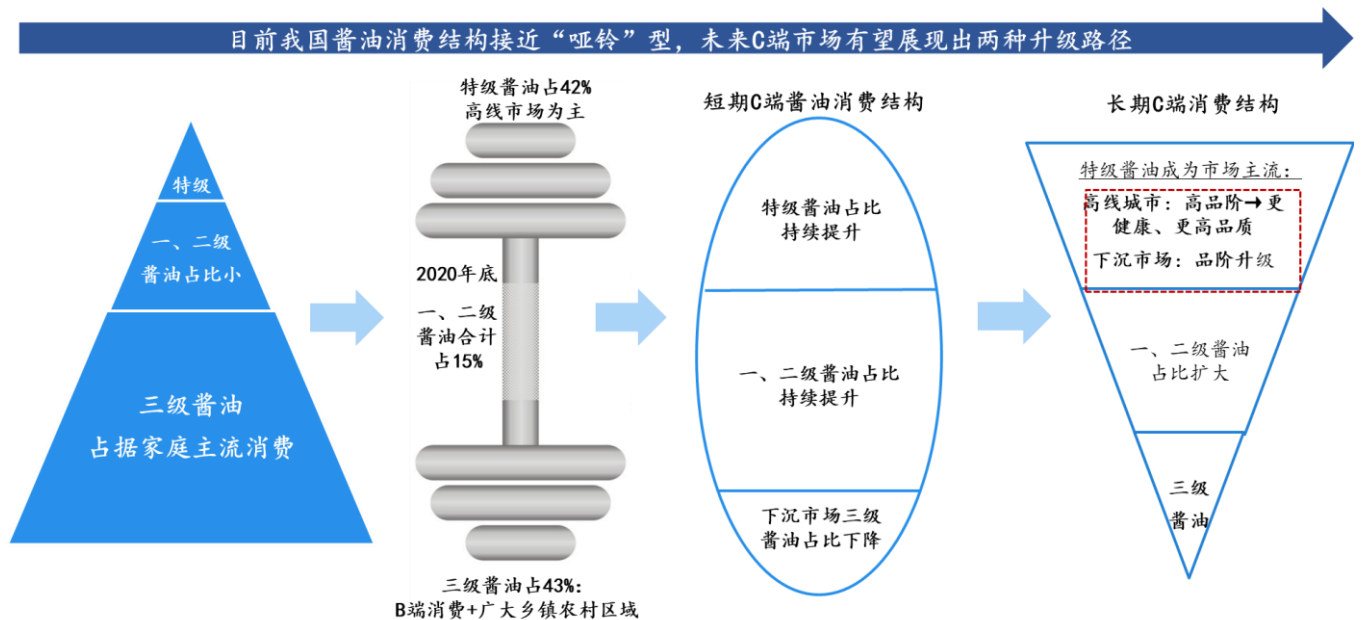 目前我国酱油消费结构接近“哑铃”型，未来C端市场有望展现出两种升级路径
特级
一、二级
酱油占比小
三级酱油
占据家庭主流消费
特级酱油占42%
高线市场为主
2020年底
一、二级
酱油合计
占15%
三级酱油占43%：
B端消费+广大乡镇农村区域
短期C端酱油消费结构
特级酱油占比
持续提升
一、二级酱油占比
持续提升
下沉市场三级
酱油占比下降
长期C端消费结构
特级酱油成为市场主流：
高线城市：高品阶→更
健康、更高品质
下沉市场：品阶升级
一、二级酱油
占比扩大
三级
酱油